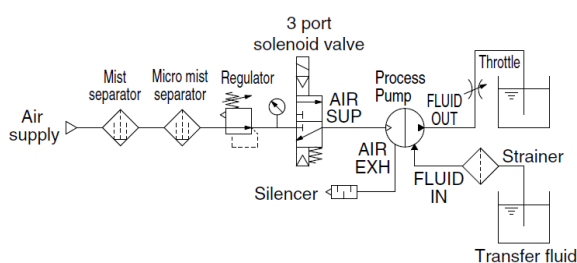 3 port
solenoid valve
Mist
separator
Micro mist
separator
Regulator
Air
supply
AIR
SUP
Process
Pump
FLUID
OUT
Throttle
AIR
EXH
Silencer
FLUID
IN
Strainer
Transfer fluid